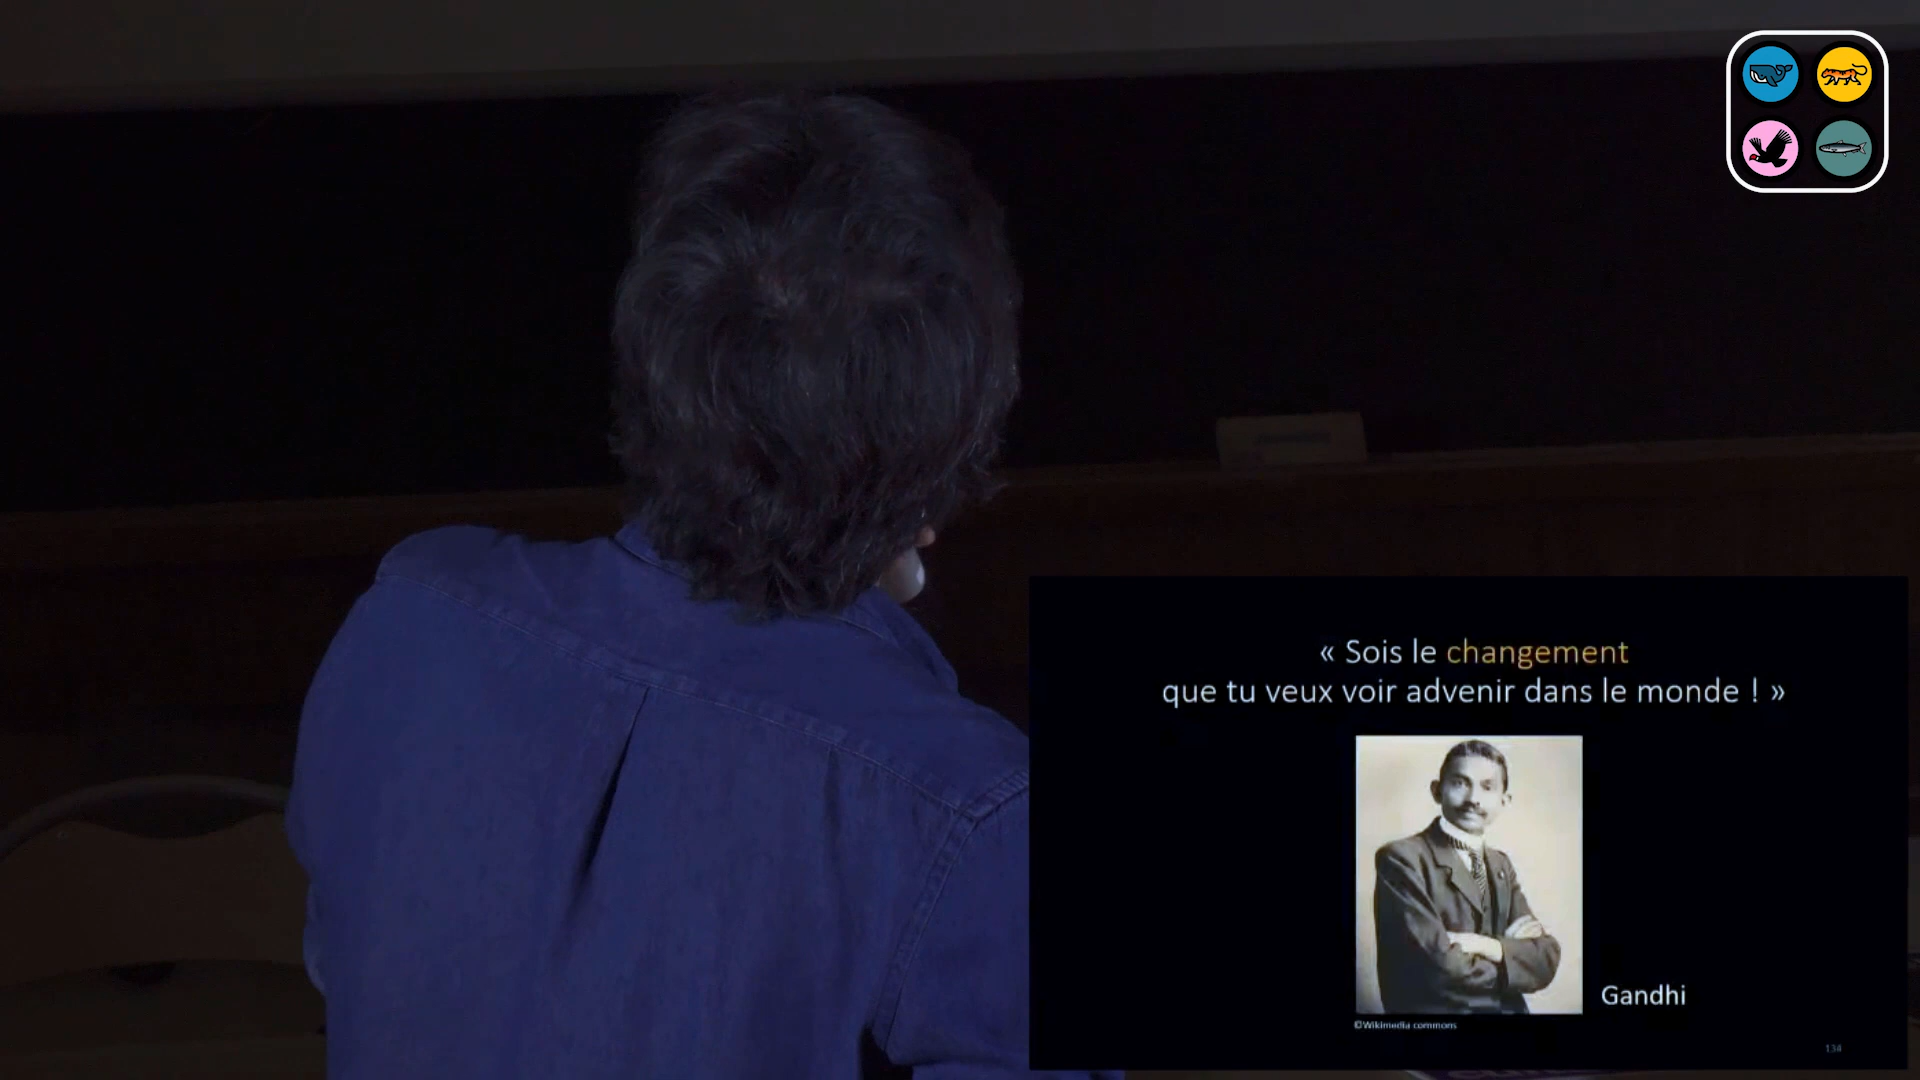 « Sois le changement
que tu veux voir advenir dans le monde ! »
Gandhi
©Wikimedia commons
134